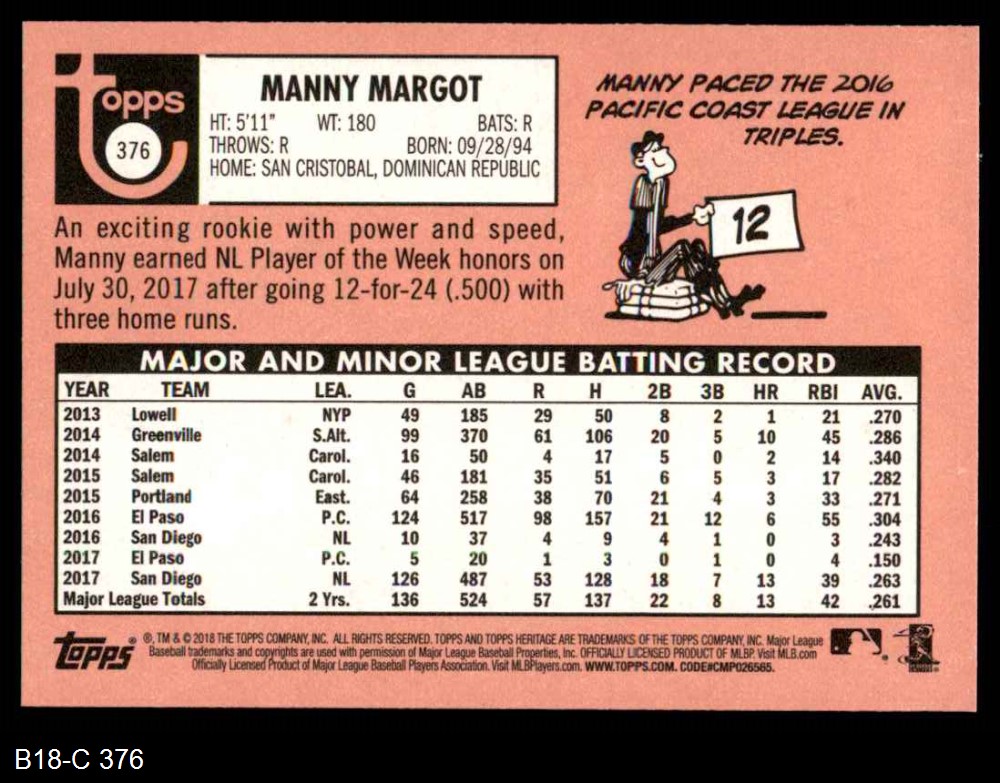 Topps
376
MANNY MARGOT
HT: 5'11" WT: 180 BATS: R
THROWS: R BORN: 09/28/94
HOME: SAN CRISTOBAL, DOMINICAN REPUBLIC
MANNY PACED THE 2016
PACIFIC COAST LEAGUE IN
TRIPLES.
12
An exciting rookie with power and speed,
Manny earned NL Player of the Week honors on
July 30, 2017 after going 12-for-24 (.500) with
three home runs.
MAJOR AND MINOR LEAGUE BATTING RECORD
YEAR TEAM LEA. G AB R H 2B 3B HR RBI AVG.
2013 Lowell NYP 49 185 29 50 8 2 1 21 .270
2014 Greenville S.Alt. 99 370 61 106 20 5 10 45 .286
2014 Salem Carol. 16 50 4 17 5 0 2 14 .340
2015 Salem Carol. 46 181 35 51 6 5 3 17 .282
2015 Portland East. 64 258 38 70 21 4 3 33 .271
2016 El Paso P.C. 124 517 98 157 21 12 6 55 .304
2016 San Diego NL 10 37 4 9 4 1 0 3 .243
2017 El Paso P.C. 5 20 1 3 0 1 0 4 .150
2017 San Diego NL 126 487 53 128 18 7 13 39 .263
Major League Totals 2 Yrs. 136 524 57 137 22 8 13 42 .261
Topps ®
®, TM & © 2018 THE TOPPS COMPANY, INC. ALL RIGHTS RESERVED. TOPPS AND TOPPS HERITAGE ARE TRADEMARKS OF THE TOPPS COMPANY, INC. Major League
Baseball trademarks and copyrights are used with permission of Major League Baseball Properties, Inc. OFFICIALLY LICENSED PRODUCT OF MLBP. Visit MLB.com
Officially Licensed Product of Major League Baseball Players Association. Visit MLBPlayers.com. WWW.TOPPS.COM. CODE#CMP026565.
B18-C 376